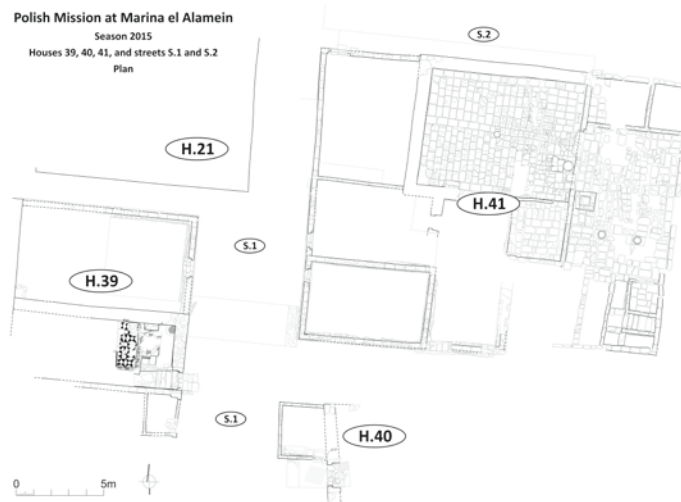 Polish Mission at Marina el Alamein
Season 2015
Houses 39, 40, 41, and streets S.1 and S.2
Plan
S.2
H.21
H.41
S.1
H.39
S.1
H.40
0 5m